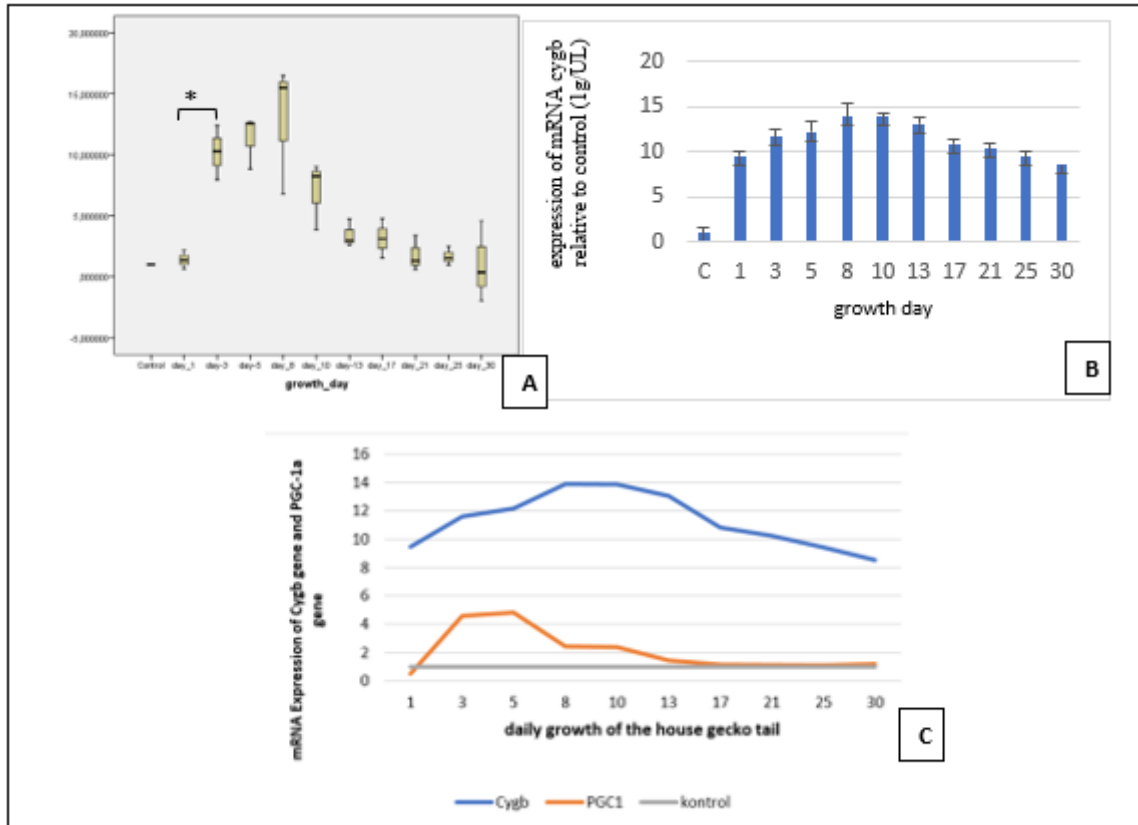 20,000000
15,000000
10,000000
5,000000
,000000
-5,000000
*
Control day_1 day-3 day-5 day_8 day_10 day-13 day_17 day_21 day_25 day_30
growth_day
A
expression of mRNA cygb
relative to control (1g/UL)
20
15
10
5
0
C 1 3 5 8 10 13 17 21 25 30
growth day
B
mRNA Expression of Cygb gene and PGC-1a
gene
16
14
12
10
8
6
4
2
0
1 3 5 8 10 13 17 21 25 30
daily growth of the house gecko tail
C
Cygb PGC1 kontrol